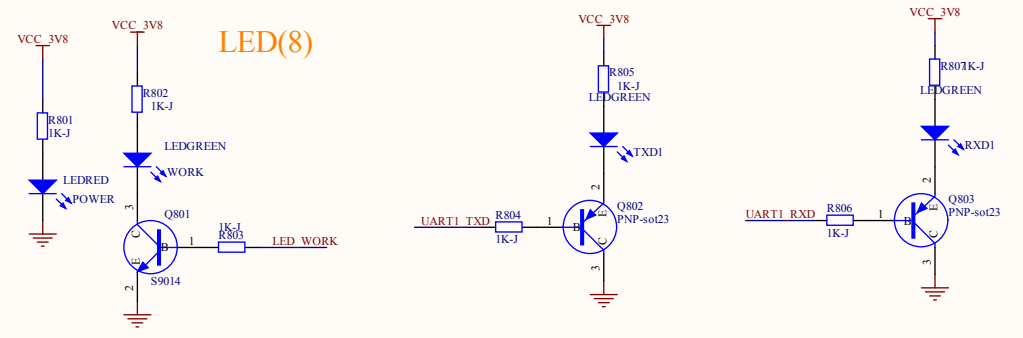 LED(8)
VCC_3V8
R801
1K-J
LEDRED
POWER
VCC_3V8
R802
1K-J
LEDGREEN
WORK
3
Q801
C
B
E
1
1K-J
R803
LED_WORK
S9014
2
VCC_3V8
R805
1K-J
LEDGREEN
TXD1
2
Q802
PNP-sot23
E
B
C
1
UART1_TXD
R804
1K-J
3
VCC_3V8
R807
1K-J
LEDGREEN
RXD1
2
Q803
PNP-sot23
E
B
C
1
UART1_RXD
R806
1K-J
3